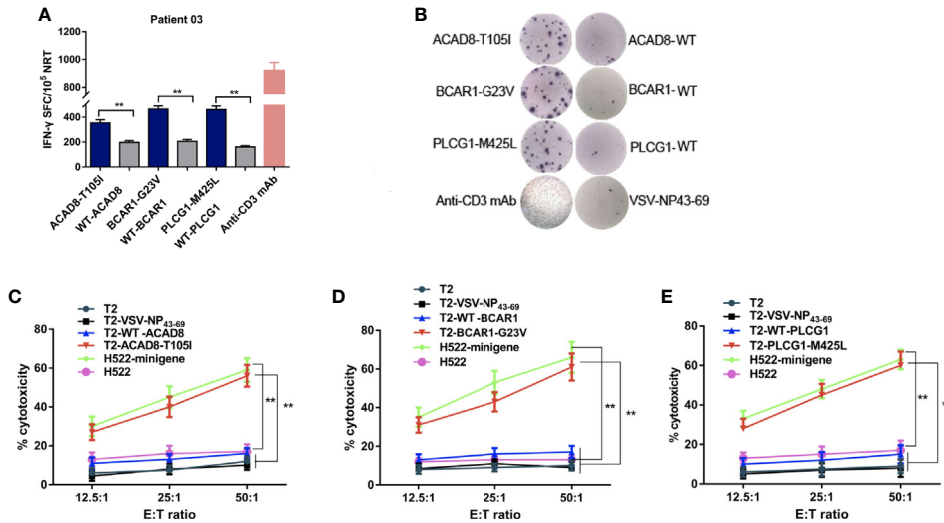 A
Patient 03
IFN-γ SFC/10⁵ NRT
1200
1000
800
400
200
0
**
**
**
ACAD8-T105I
WT-ACAD8
BCAR1-G23V
WT-BCAR1
PLCG1-M425L
WT-PLCG1
Anti-CD3 mAb
B
ACAD8-T105I
ACAD8-WT
BCAR1-G23V
BCAR1-WT
PLCG1-M425L
PLCG1-WT
Anti-CD3 mAb
VSV-NP43-69
C
T2
T2-VSV-NP₄₃₋₆₉
T2-WT -ACAD8
T2-ACAD8-T105I
H522-minigene
H522
% cytotoxicity
80
60
40
20
0
**
**
12.5:1 25:1 50:1
E:T ratio
D
T2
T2-VSV-NP₄₃₋₆₉
T2-WT -BCAR1
T2-BCAR1-G23V
H522-minigene
H522
% cytotoxicity
80
60
40
20
0
**
**
12.5:1 25:1 50:1
E:T ratio
E
T2
T2-VSV-NP₄₃₋₆₉
T2-WT-PLCG1
T2-PLCG1-M425L
H522-minigene
H522
% cytotoxicity
80
60
40
20
0
**
12.5:1 25:1 50:1
E:T ratio